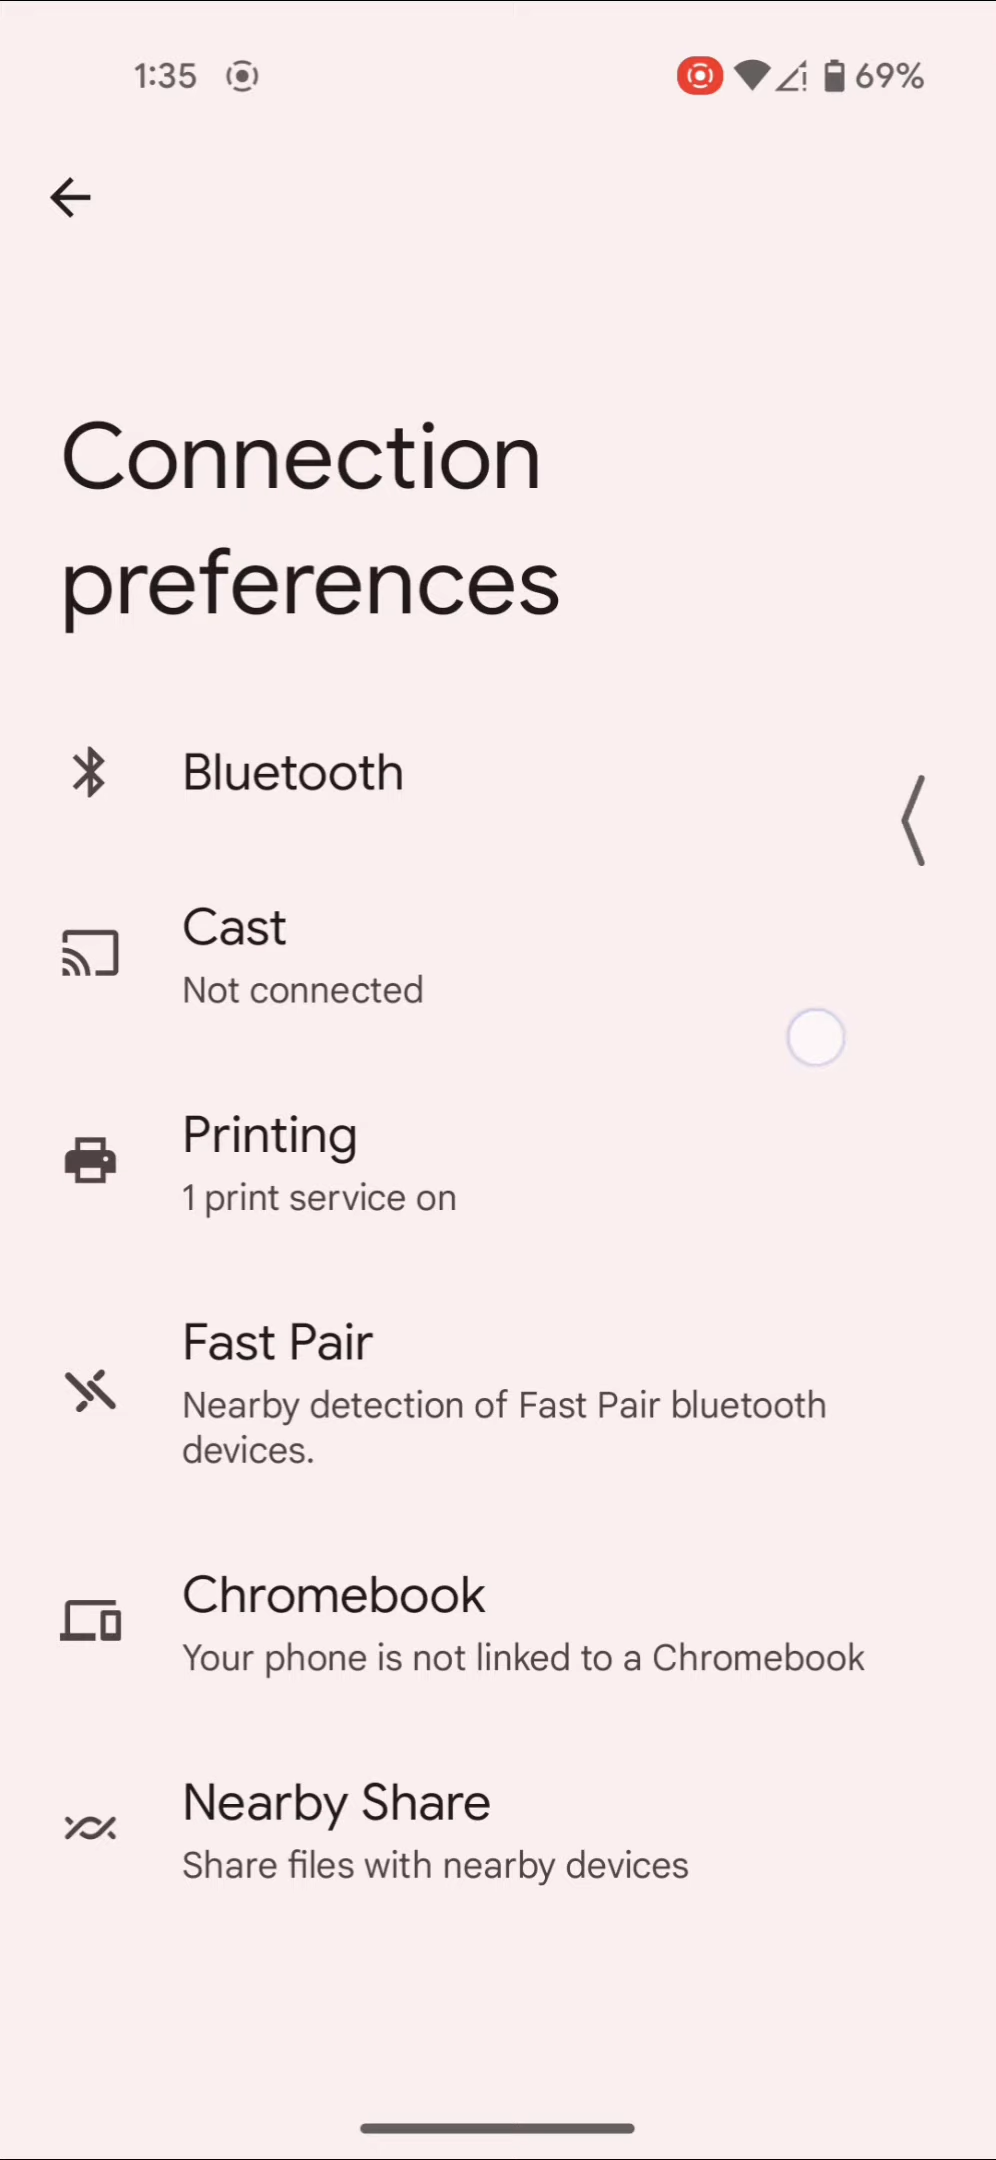 1:35
69%
Connection
preferences
Bluetooth
Cast
Not connected
Printing
1 print service on
Fast Pair
Nearby detection of Fast Pair bluetooth
devices.
Chromebook
Your phone is not linked to a Chromebook
Nearby Share
Share files with nearby devices